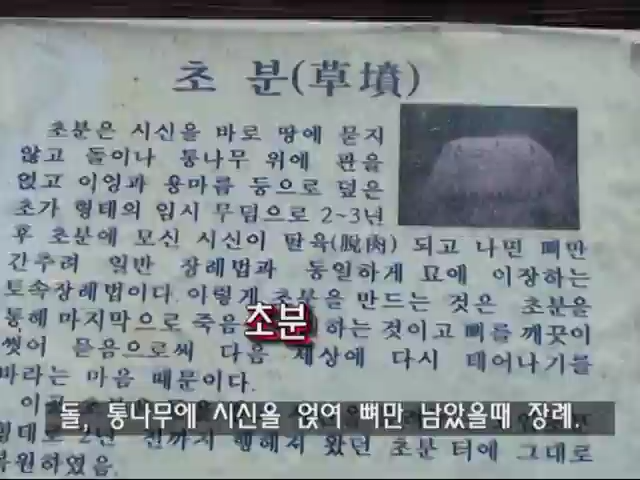 초 분(草墳)
초분은 시신을 바로 땅에 묻지
않고 돌이나 통나무 위에 관을
얹고 이엉과 용마름 등으로 덮은
초가 형태의 임시 무덤으로 2~3년
후 초분에 모신 시신이 탈육(脫肉) 되고 나면 뼈만
간추려 일반 장례법과 동일하게 묘에 이장하는
토속장례법이다. 이렇게 초분을 만드는 것은 초분을
통해 마지막으로 죽음 하는 것이고 뼈를 깨끗이
초분
씻어 묻음으로써 다음 세상에 다시 태어나기를
바라는 마음 때문이다.
돌, 통나무에 시신을 얹여 뼈만 남았을때 장례.
2년 전까지 행해져 왔던 초분 터에 그대로
복원하였음.